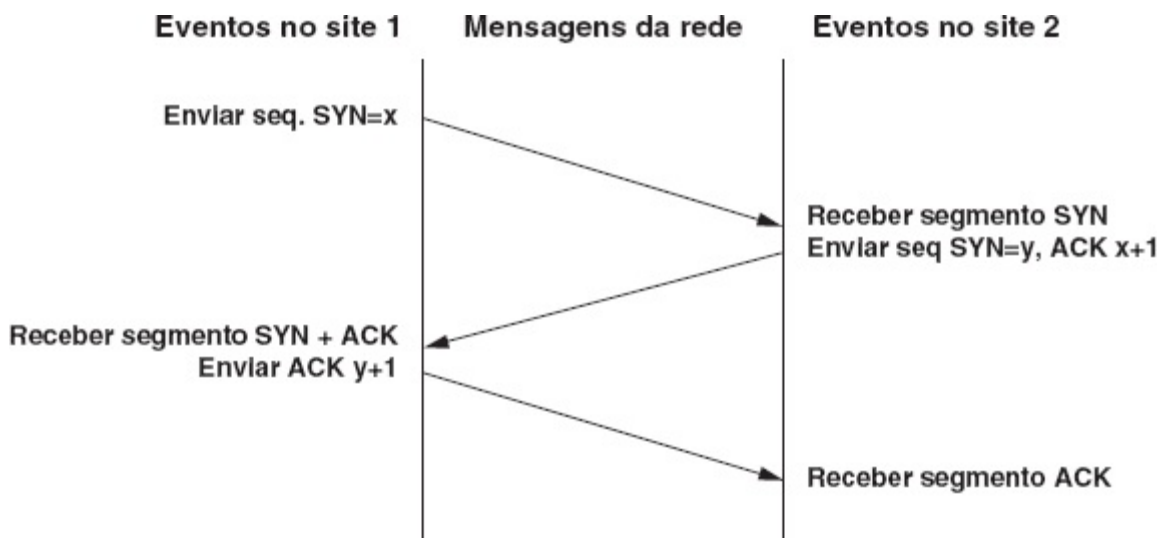 Eventos no site 1
Mensagens da rede
Eventos no site 2
Enviar seq. SYN=x
Receber segmento SYN
Enviar seq SYN=y, ACK x+1
Receber segmento SYN + ACK
Enviar ACK y+1
Receber segmento ACK